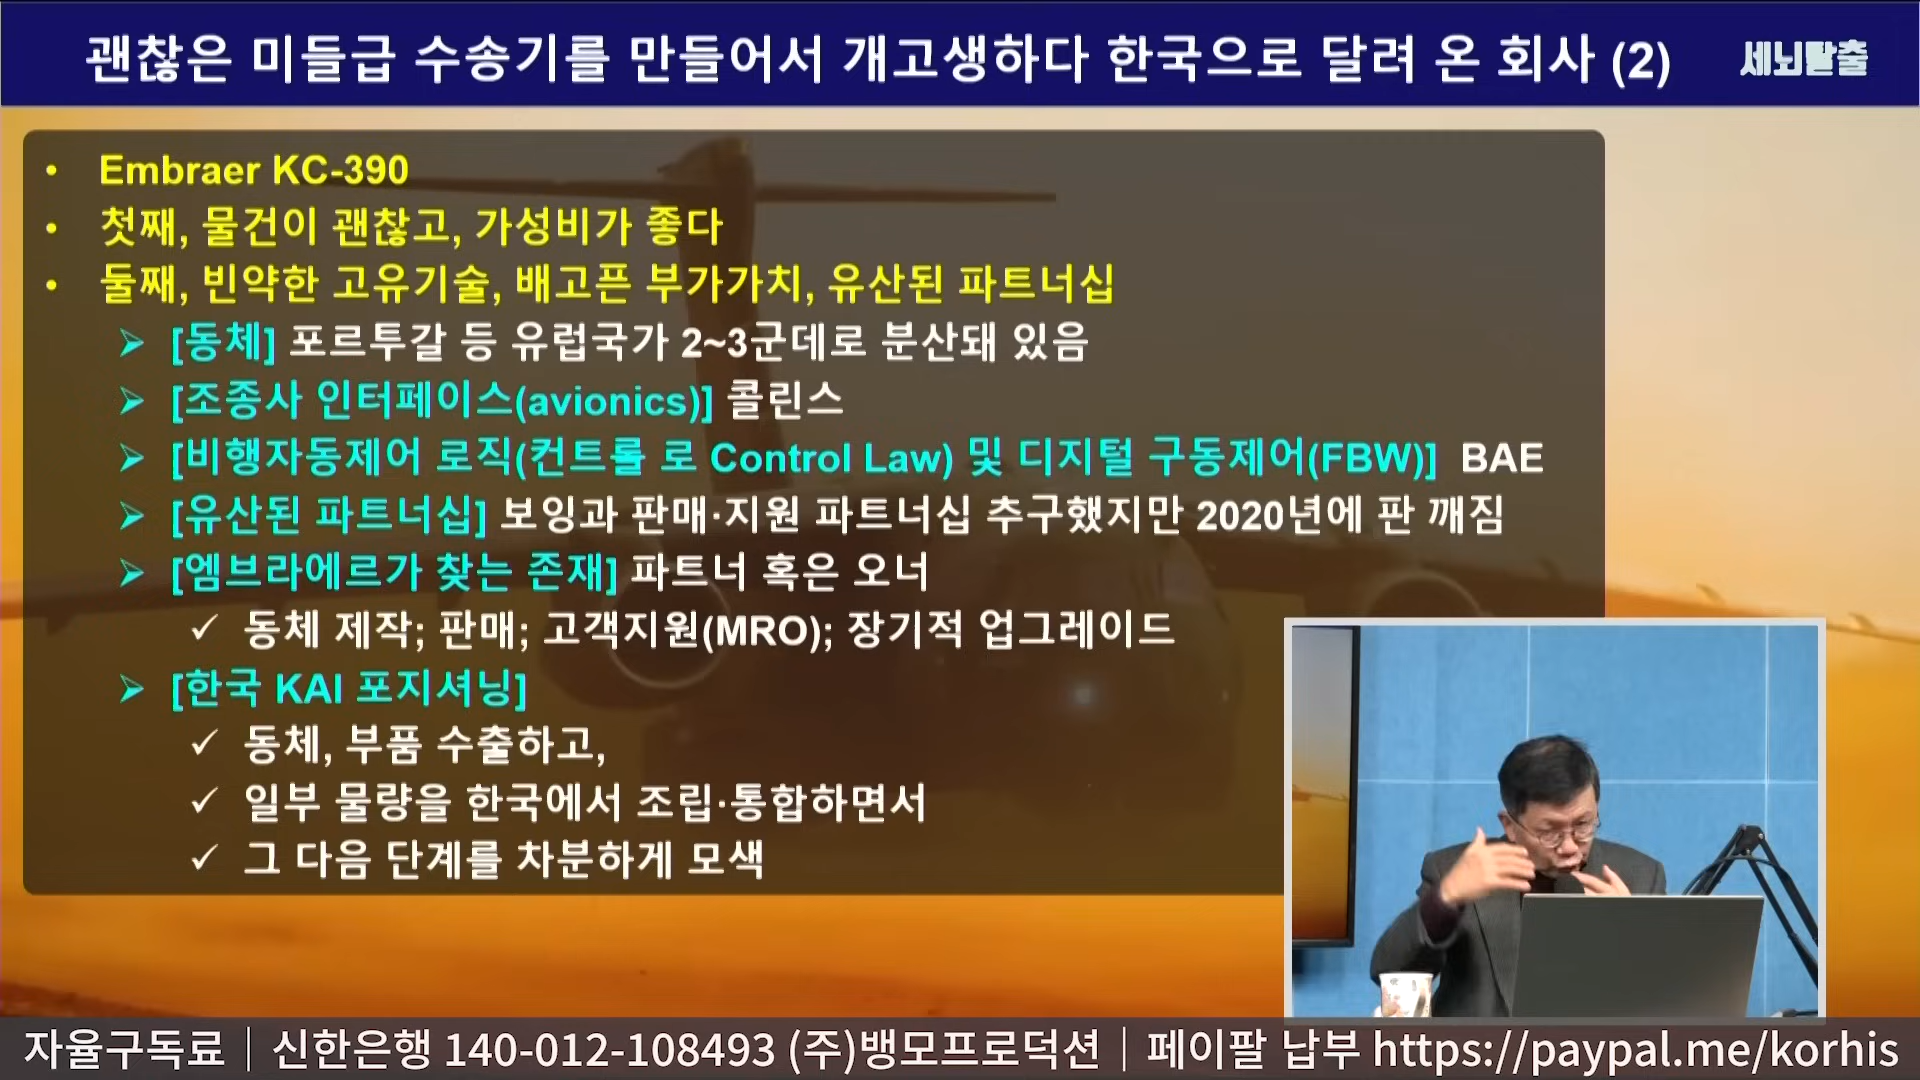 괜찮은 미들급 수송기를 만들어서 개고생하다 한국으로 달려 온 회사 (2)
세뇌탈출
• Embraer KC-390
• 첫째, 물건이 괜찮고, 가성비가 좋다
• 둘째, 빈약한 고유기술, 배고픈 부가가치, 유산된 파트너십
➢ [동체] 포르투갈 등 유럽국가 2~3군데로 분산돼 있음
➢ [조종사 인터페이스(avionics)] 콜린스
➢ [비행자동제어 로직(컨트롤 로 Control Law) 및 디지털 구동제어(FBW)] BAE
➢ [유산된 파트너십] 보잉과 판매·지원 파트너십 추구했지만 2020년에 판 깨짐
➢ [엠브라에르가 찾는 존재] 파트너 혹은 오너
✓ 동체 제작; 판매; 고객지원(MRO); 장기적 업그레이드
➢ [한국 KAI 포지셔닝]
✓ 동체, 부품 수출하고,
✓ 일부 물량을 한국에서 조립·통합하면서
✓ 그 다음 단계를 차분하게 모색
자율구독료｜신한은행 140-012-108493 (주)뱅모프로덕션｜페이팔 납부 https://paypal.me/korhis